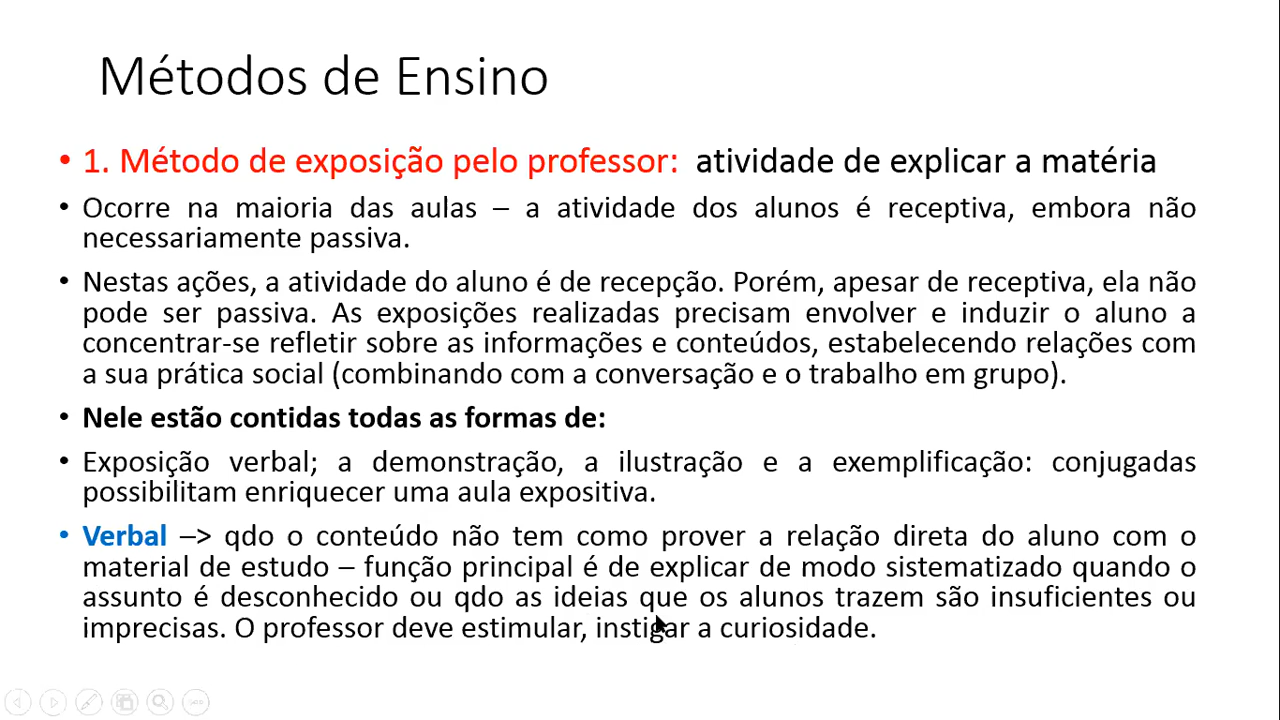 Métodos de Ensino
• 1. Método de exposição pelo professor: atividade de explicar a matéria
• Ocorre na maioria das aulas – a atividade dos alunos é receptiva, embora não
necessariamente passiva.
• Nestas ações, a atividade do aluno é de recepção. Porém, apesar de receptiva, ela não
pode ser passiva. As exposições realizadas precisam envolver e induzir o aluno a
concentrar-se refletir sobre as informações e conteúdos, estabelecendo relações com
a sua prática social (combinando com a conversação e o trabalho em grupo).
• Nele estão contidas todas as formas de:
• Exposição verbal; a demonstração, a ilustração e a exemplificação: conjugadas
possibilitam enriquecer uma aula expositiva.
• Verbal –> qdo o conteúdo não tem como prover a relação direta do aluno com o
material de estudo – função principal é de explicar de modo sistematizado quando o
assunto é desconhecido ou qdo as ideias que os alunos trazem são insuficientes ou
imprecisas. O professor deve estimular, instigar a curiosidade.